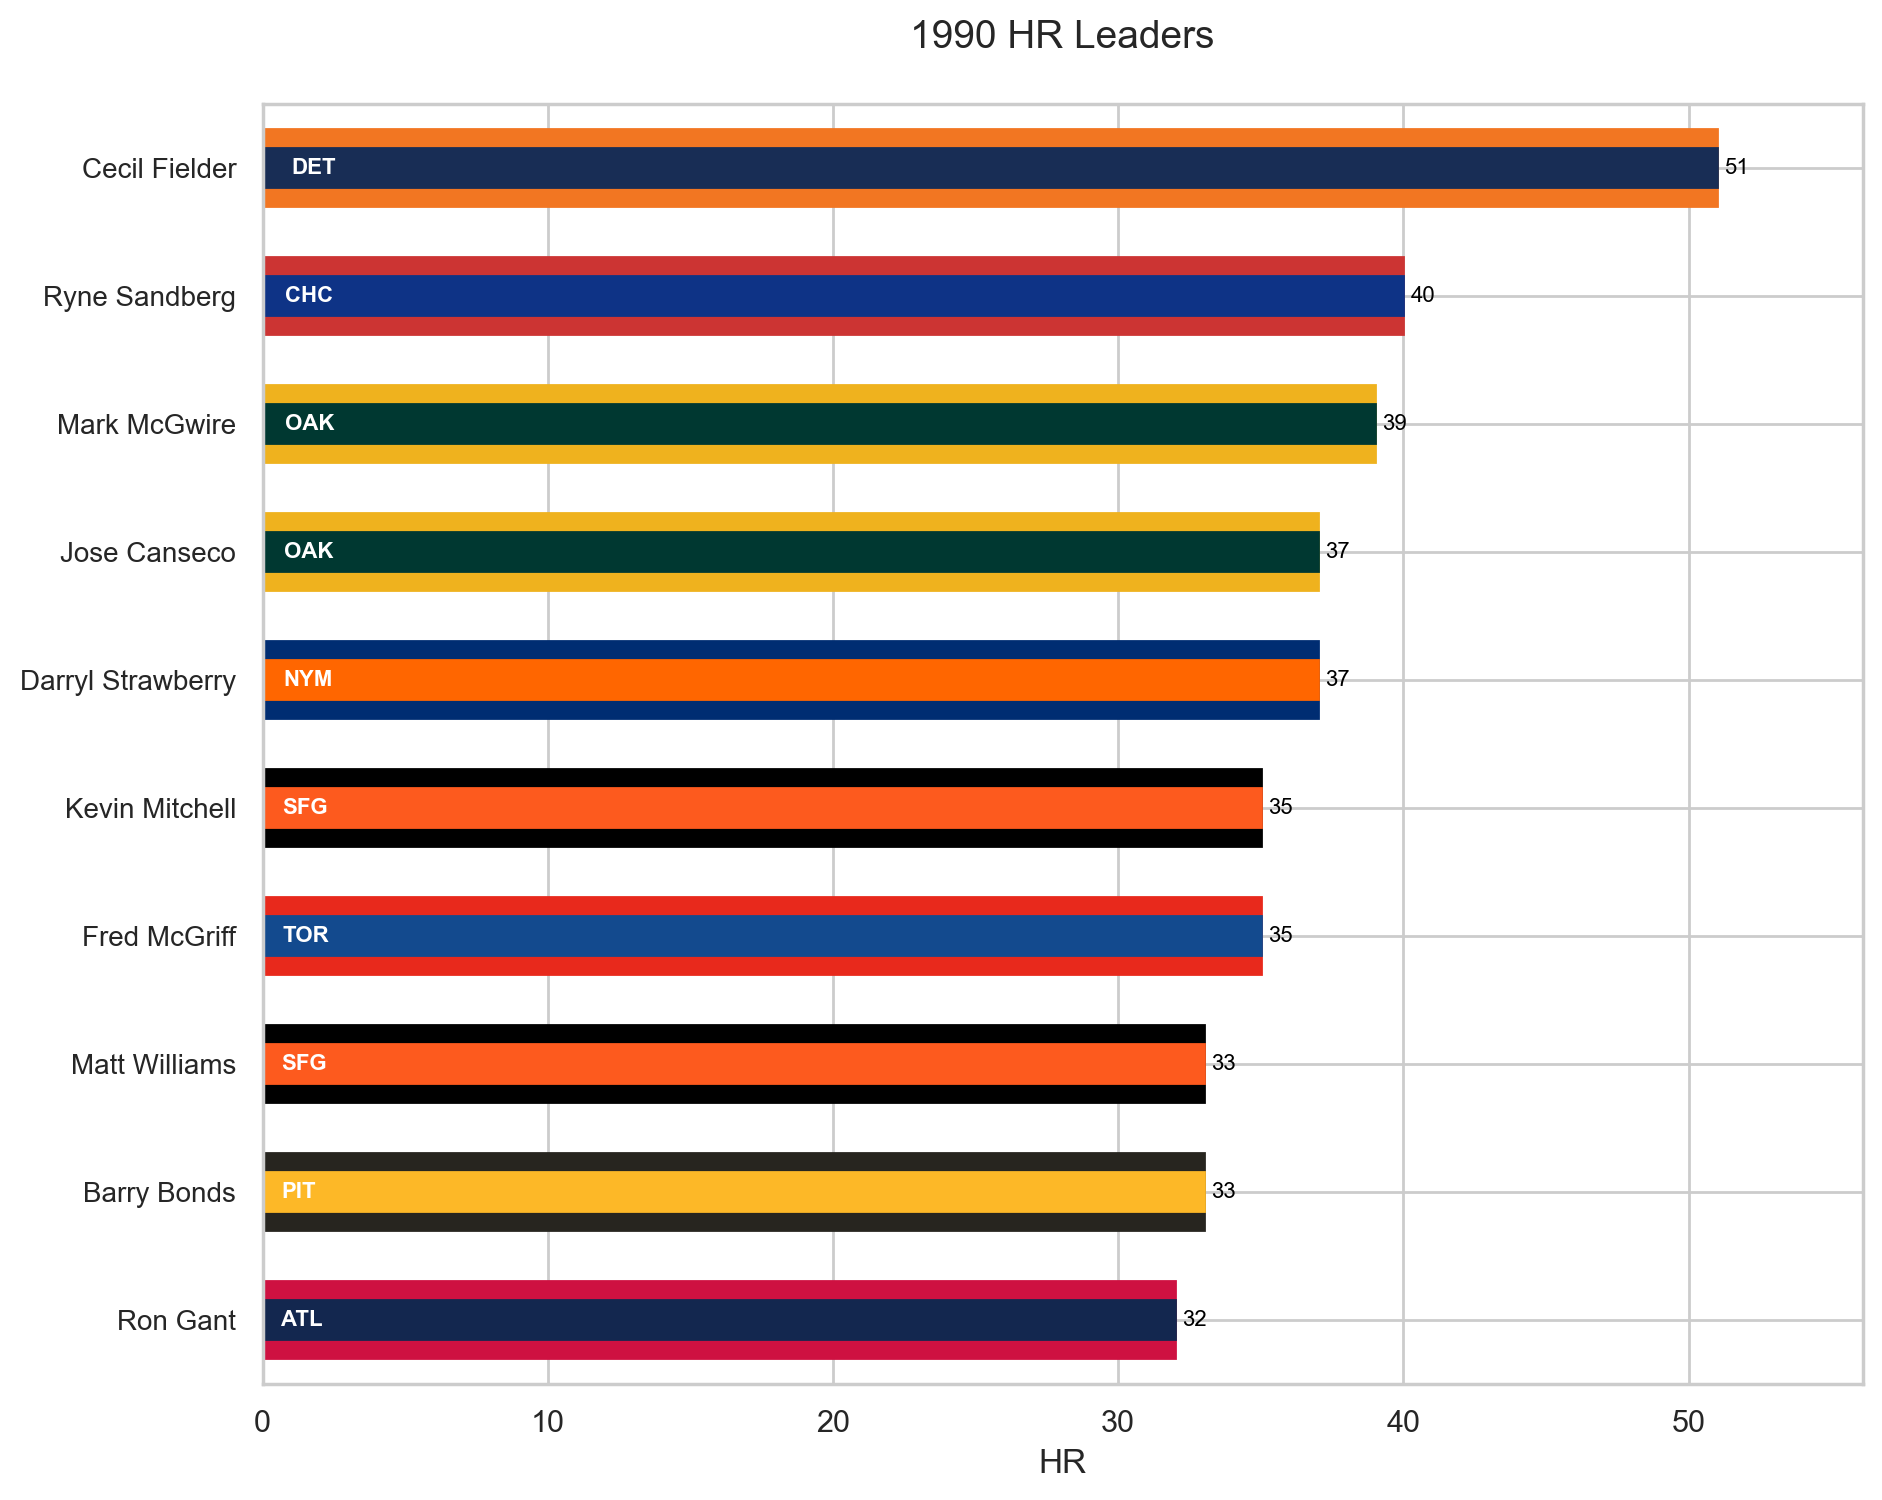 1990 HR Leaders
Cecil Fielder DET 51
Ryne Sandberg CHC 40
Mark McGwire OAK 39
Jose Canseco OAK 37
Darryl Strawberry NYM 37
Kevin Mitchell SFG 35
Fred McGriff TOR 35
Matt Williams SFG 33
Barry Bonds PIT 33
Ron Gant ATL 32
0 10 20 30 40 50
HR